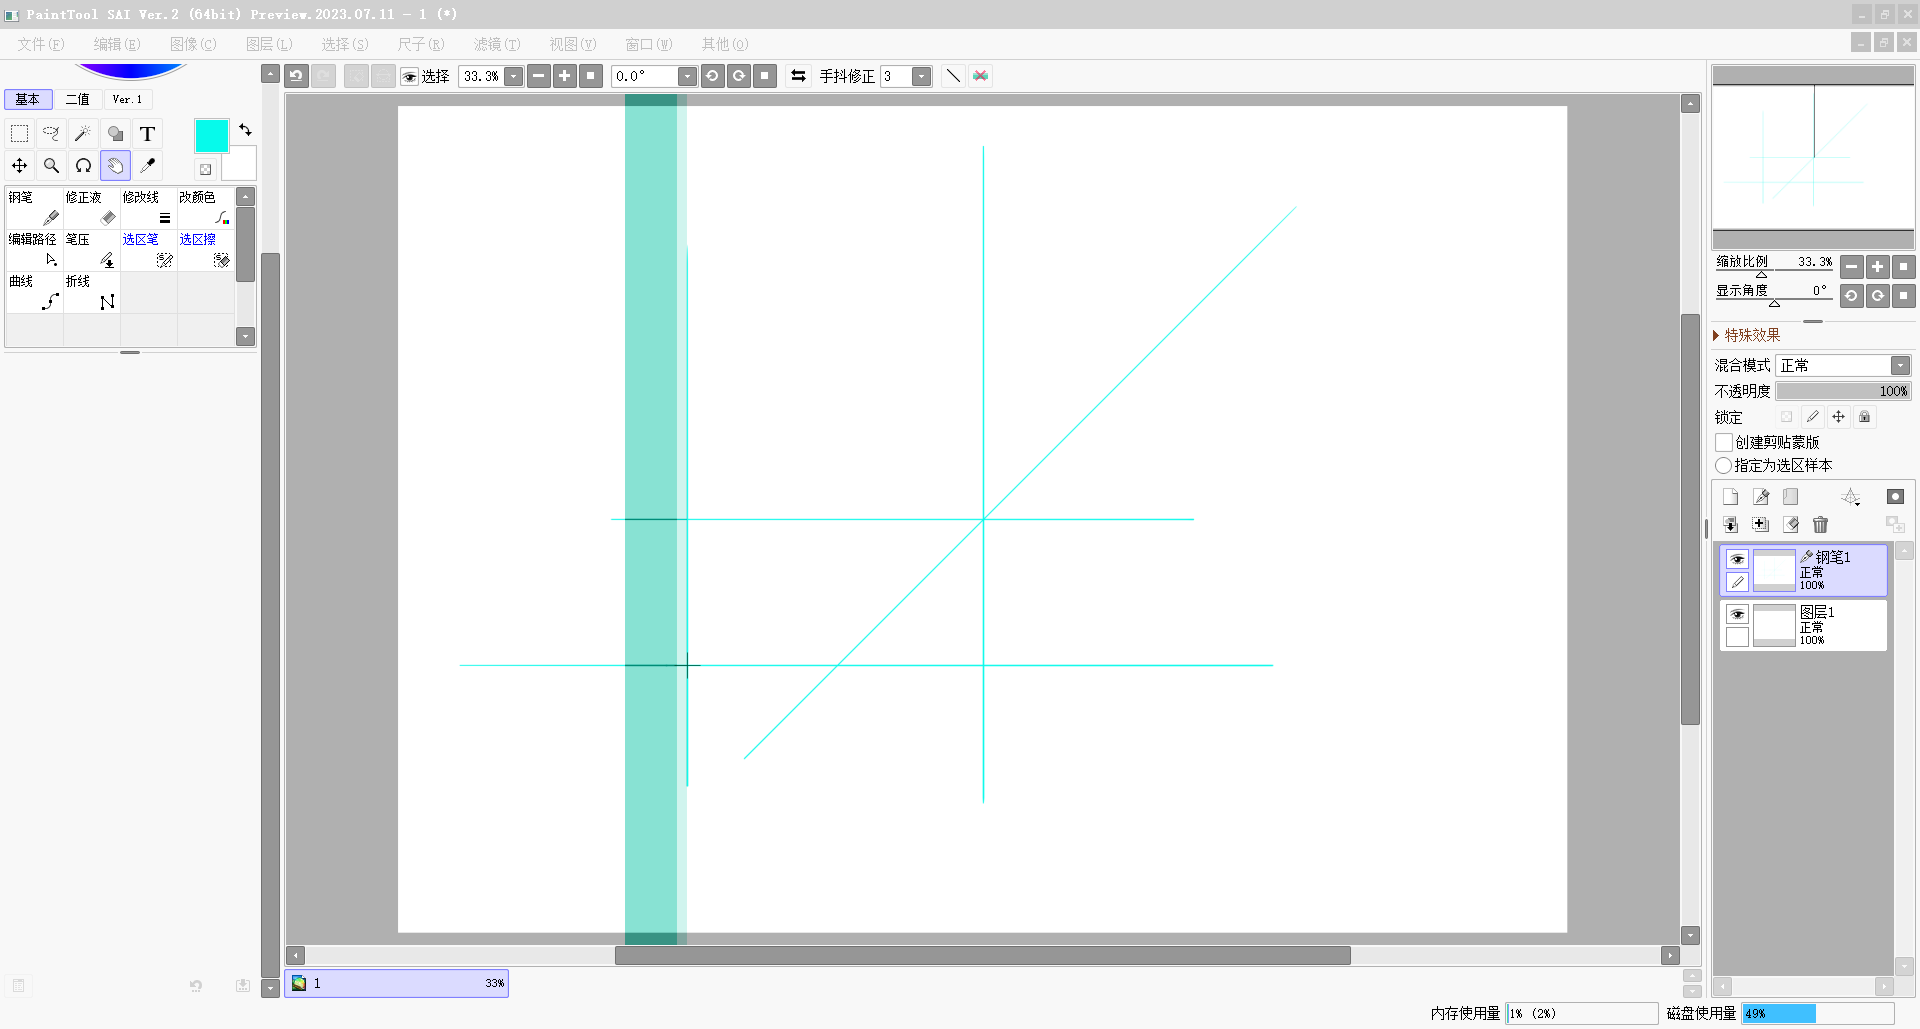 PaintTool SAI Ver.2 (64bit) Preview.2023.07.11 - 1 (*)
文件(F) 编辑(E) 图像(C) 图层(L) 选择(S) 尺子(R) 滤镜(T) 视图(V) 窗口(W) 其他(O)
选择 33.3% 0.0° 手抖修正 3
基本 二值 Ver.1
T
钢笔 修正液 修改线 改颜色
编辑路径 笔压 选区笔 选区擦
曲线 折线
缩放比例 33.3%
显示角度 0°
特殊效果
混合模式 正常
不透明度 100%
锁定
创建剪贴蒙版
指定为选区样本
钢笔1
正常
100%
图层1
正常
100%
1 33%
内存使用量 1% (2%) 磁盘使用量 49%